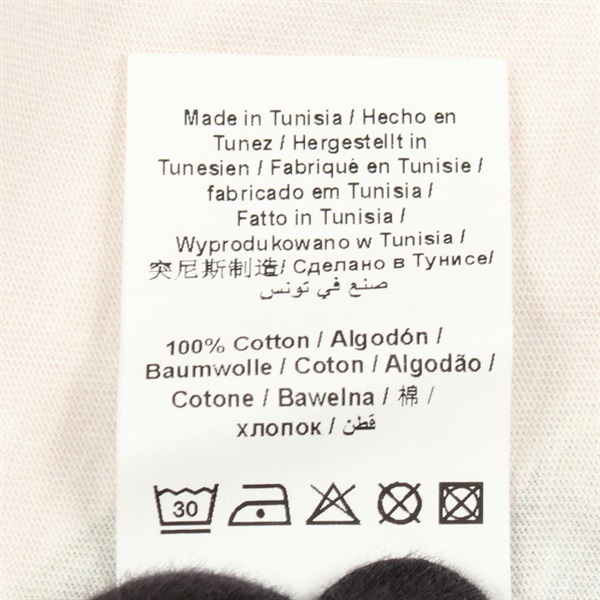 Made in Tunisia / Hecho en
Tunez / Hergestellt in
Tunesien / Fabriqué en Tunisie /
fabricado em Tunisia /
Fatto in Tunisia /
Wyprodukowano w Tunisia /
突尼斯制造/ Сделано в Тунисе/
صنع في تونس
100% Cotton / Algodón /
Baumwolle / Coton / Algodão /
Cotone / Bawelna / 棉 /
хлопок / قطن
30